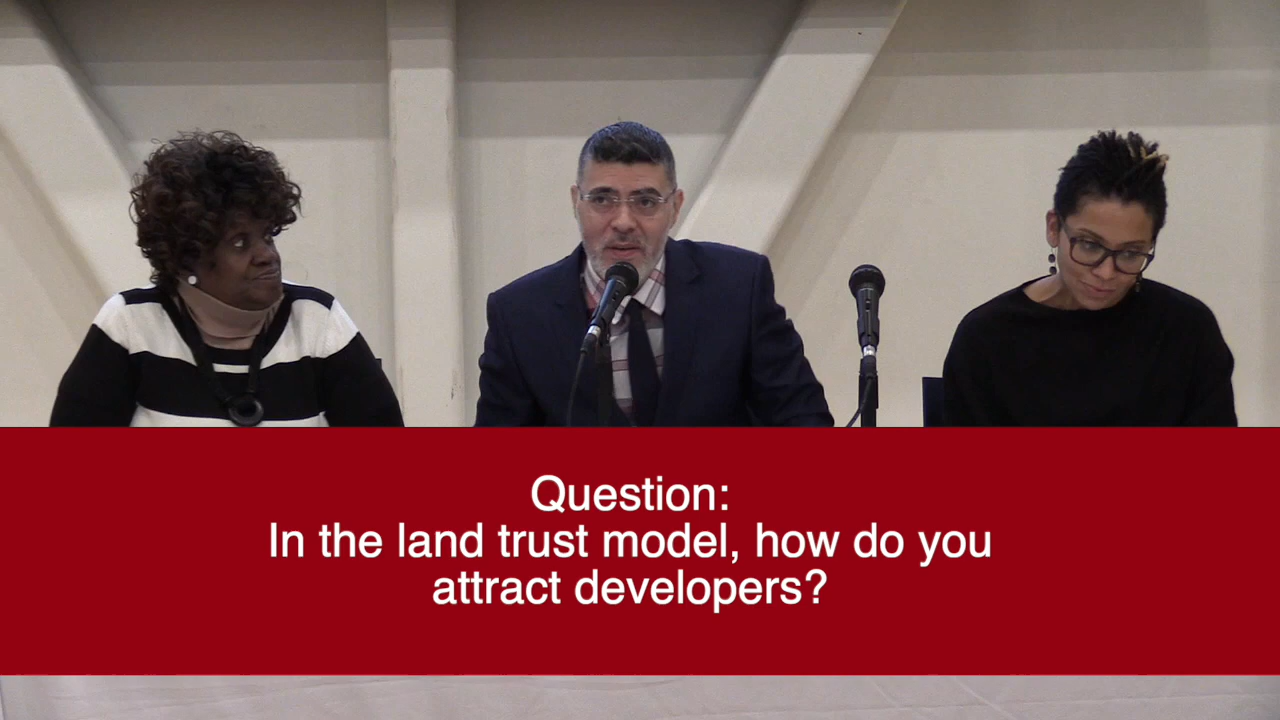 Question:
In the land trust model, how do you
attract developers?